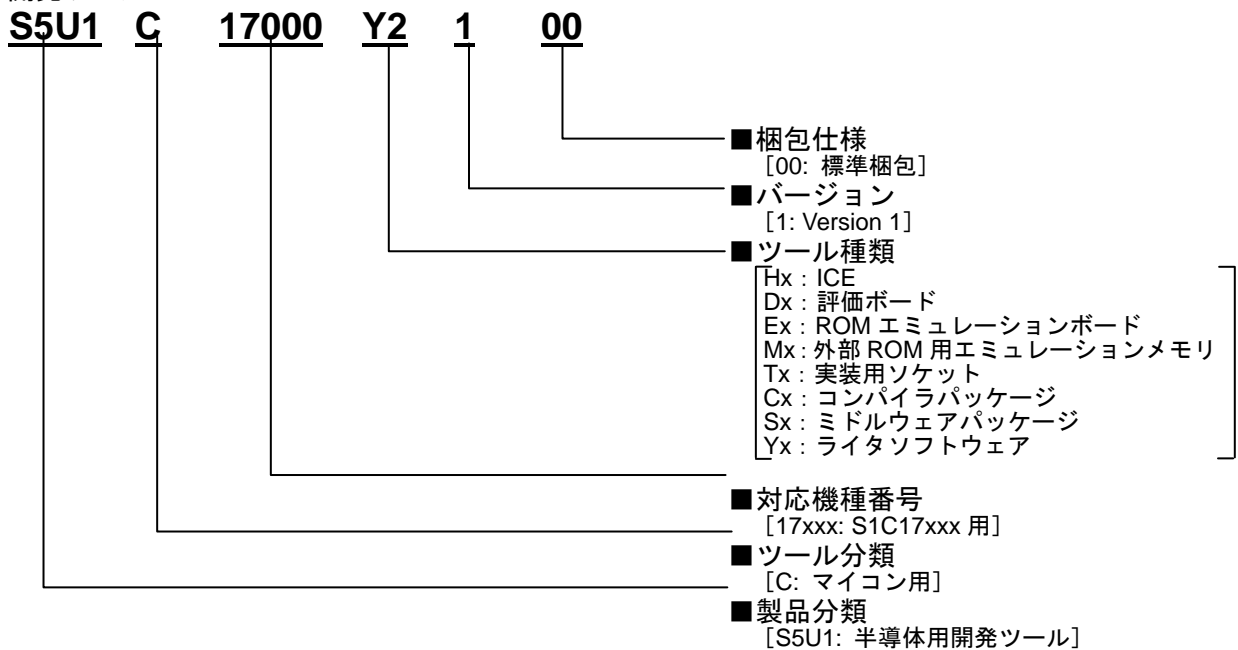 S5U1 C 17000 Y2 1 00
■梱包仕様
［00: 標準梱包］
■バージョン
［1: Version 1］
■ツール種類
Hx：ICE
Dx：評価ボード
Ex：ROM エミュレーションボード
Mx：外部 ROM 用エミュレーションメモリ
Tx：実装用ソケット
Cx：コンパイラパッケージ
Sx：ミドルウェアパッケージ
Yx：ライタソフトウェア
■対応機種番号
［17xxx: S1C17xxx 用］
■ツール分類
［C: マイコン用］
■製品分類
［S5U1: 半導体用開発ツール］